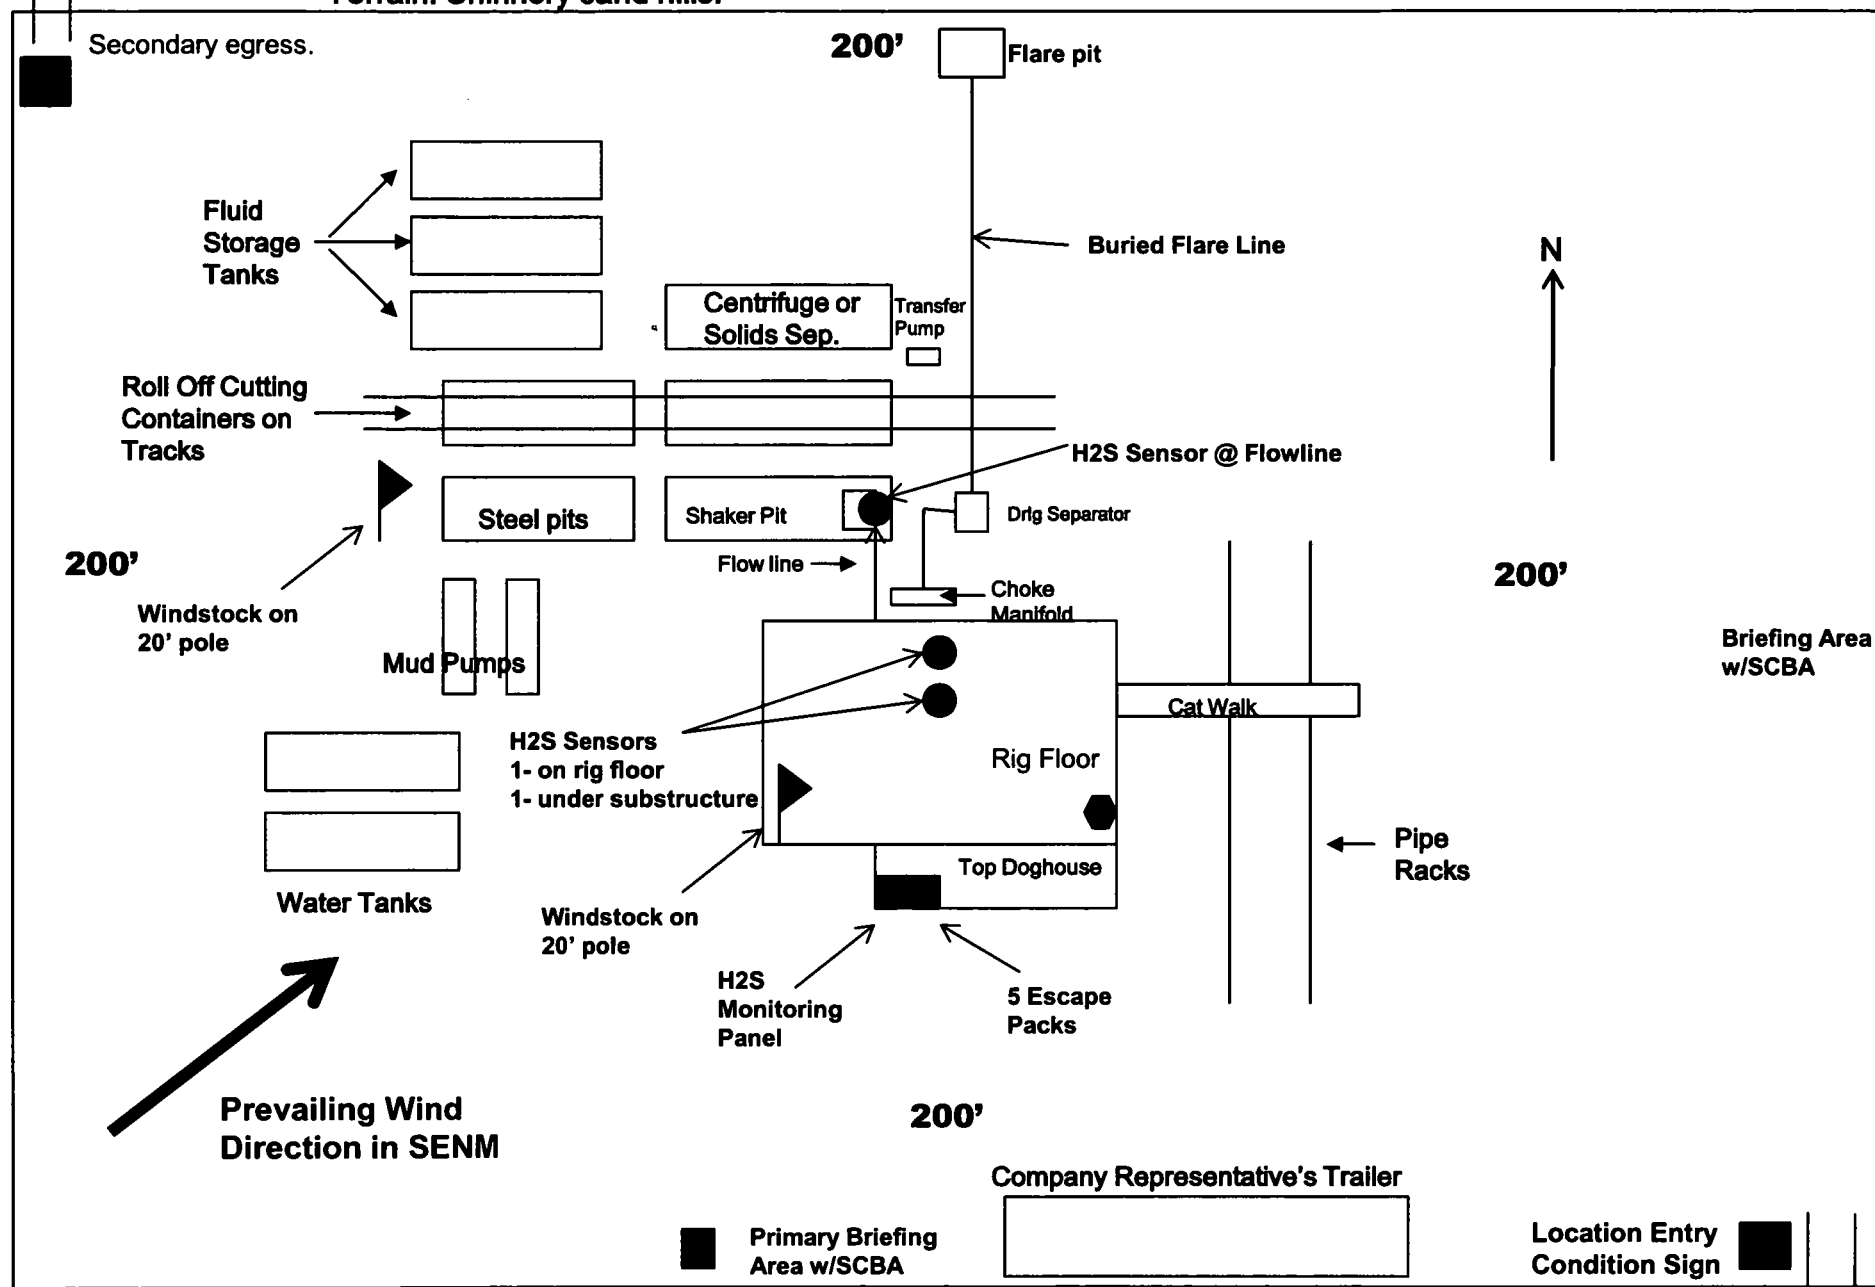 Terrain: Shinnery sand hills.
Secondary egress.
200’
Flare pit
Fluid
Storage
Tanks
Buried Flare Line
N
Centrifuge or
Solids Sep.
Transfer
Pump
Roll Off Cutting
Containers on
Tracks
H2S Sensor @ Flowline
Steel pits
Shaker Pit
Drlg Separator
Flow line
200’
200’
Choke
Manifold
Windstock on
20’ pole
Mud Pumps
Briefing Area
w/SCBA
Cat Walk
H2S Sensors
1- on rig floor
1- under substructure
Rig Floor
Pipe
Racks
Top Doghouse
Water Tanks
Windstock on
20’ pole
H2S
Monitoring
Panel
5 Escape
Packs
Prevailing Wind
Direction in SENM
200’
Company Representative's Trailer
Primary Briefing
Area w/SCBA
Location Entry
Condition Sign